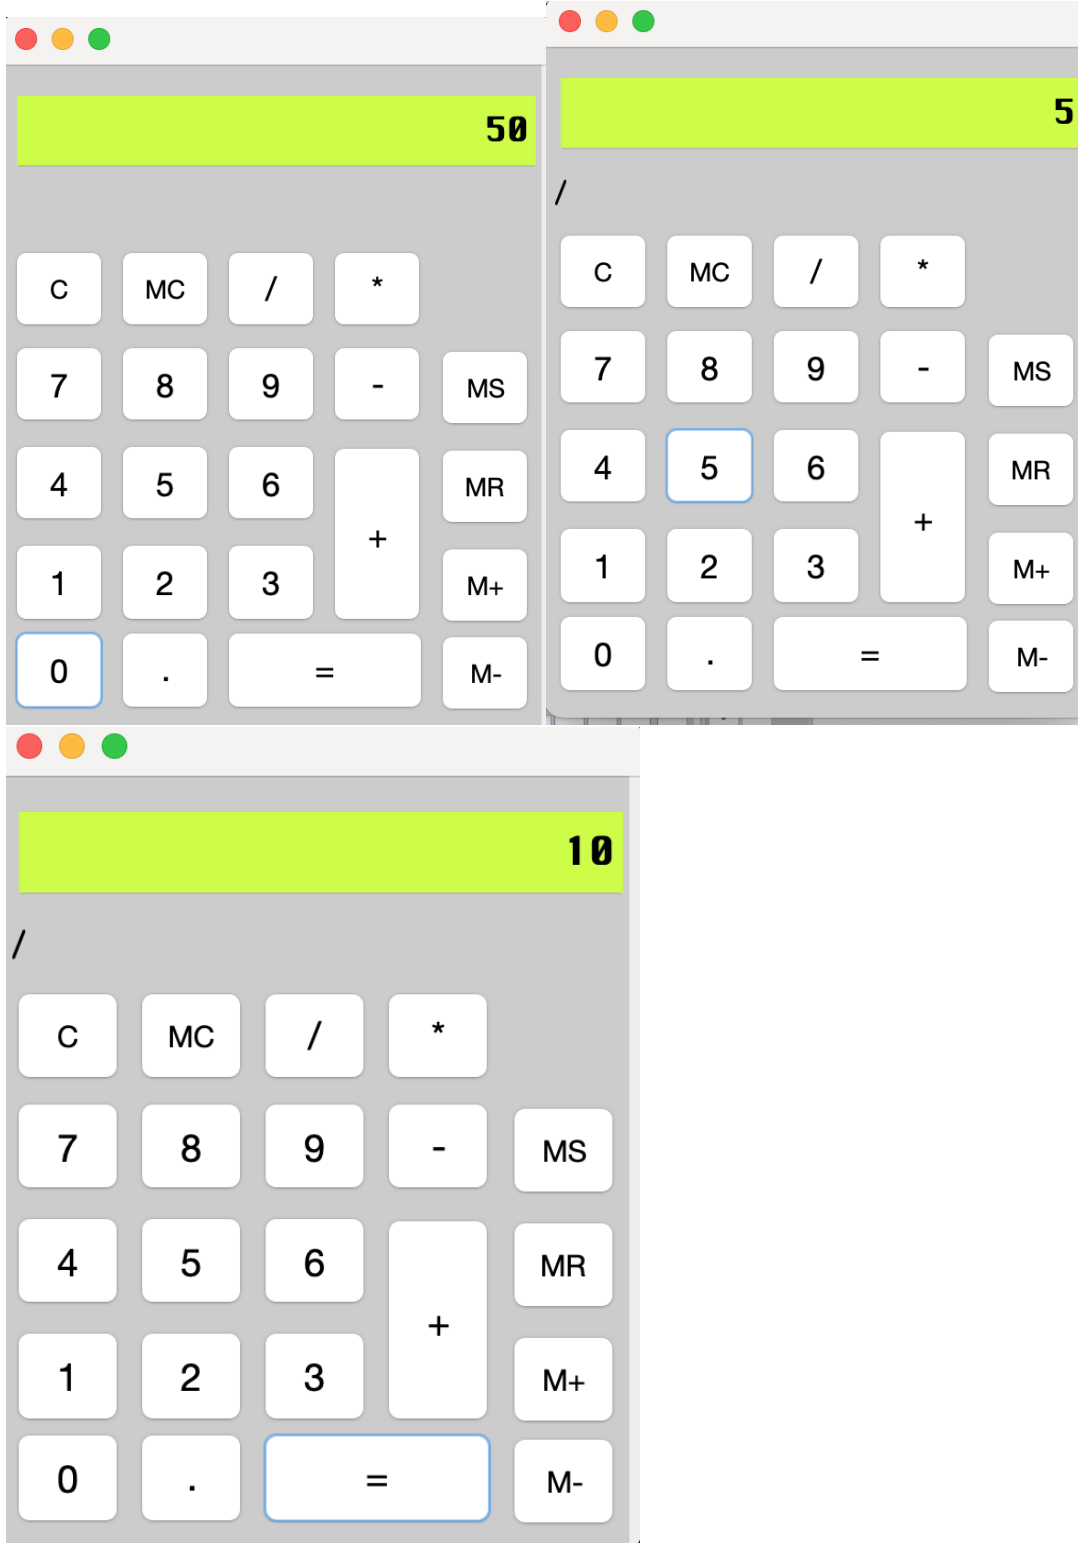 50
C MC / *
7 8 9 - MS
4 5 6 + MR
1 2 3 M+
0 . = M-
5
/
C MC / *
7 8 9 - MS
4 5 6 + MR
1 2 3 M+
0 . = M-
10
/
C MC / *
7 8 9 - MS
4 5 6 + MR
1 2 3 M+
0 . = M-